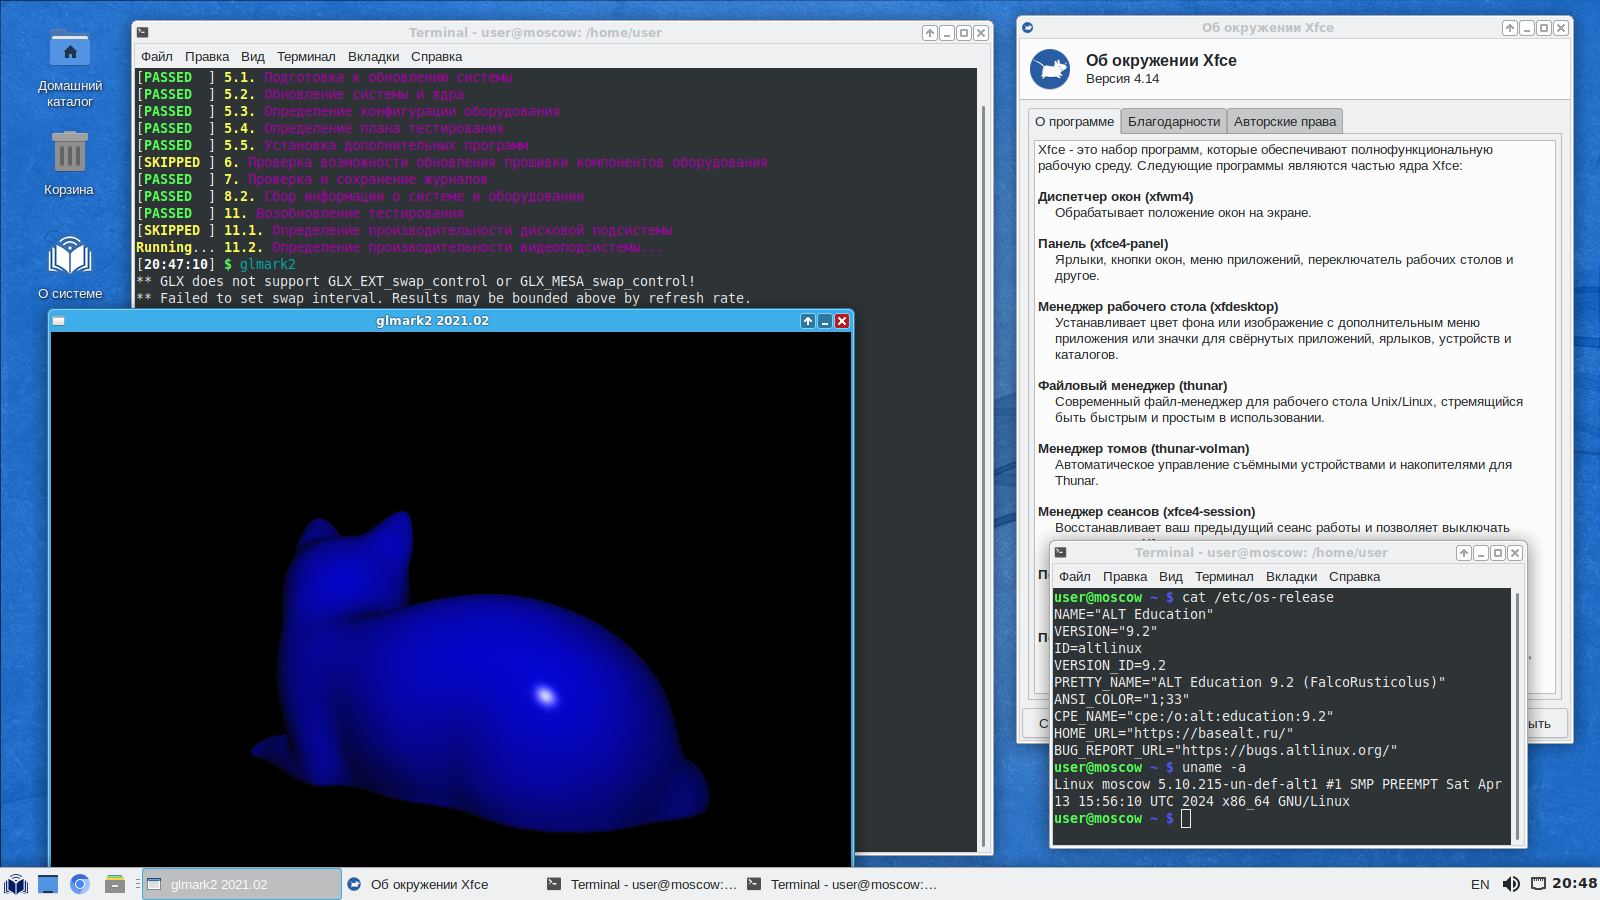 Домашний
каталог
Корзина
О системе
Terminal - user@moscow: /home/user
Файл Правка Вид Терминал Вкладки Справка
[PASSED  ] 5.1. Подготовка к обновлению системы
[PASSED  ] 5.2. Обновление системы и ядра
[PASSED  ] 5.3. Определение конфигурации оборудования
[PASSED  ] 5.4. Определение плана тестирования
[PASSED  ] 5.5. Установка дополнительных программ
[SKIPPED ] 6. Проверка возможности обновления прошивки компонентов оборудования
[PASSED  ] 7. Проверка и сохранение журналов
[PASSED  ] 8.2. Сбор информации о системе и оборудовании
[PASSED  ] 11. Возобновление тестирования
[SKIPPED ] 11.1. Определение производительности дисковой подсистемы
Running... 11.2. Определение производительности видеоподсистемы...
[20:47:10] $ glmark2
** GLX does not support GLX_EXT_swap_control or GLX_MESA_swap_control!
** Failed to set swap interval. Results may be bounded above by refresh rate.
glmark2 2021.02
Об окружении Xfce
Об окружении Xfce
Версия 4.14
О программе Благодарности Авторские права
Xfce - это набор программ, которые обеспечивают полнофункциональную
рабочую среду. Следующие программы являются частью ядра Xfce:
Диспетчер окон (xfwm4)
Обрабатывает положение окон на экране.
Панель (xfce4-panel)
Ярлыки, кнопки окон, меню приложений, переключатель рабочих столов и
другое.
Менеджер рабочего стола (xfdesktop)
Устанавливает цвет фона или изображение с дополнительным меню
приложения или значки для свёрнутых приложений, ярлыков, устройств и
каталогов.
Файловый менеджер (thunar)
Современный файл-менеджер для рабочего стола Unix/Linux, стремящийся
быть быстрым и простым в использовании.
Менеджер томов (thunar-volman)
Автоматическое управление съёмными устройствами и накопителями для
Thunar.
Менеджер сеансов (xfce4-session)
Восстанавливает ваш предыдущий сеанс работы и позволяет выключать
Terminal - user@moscow: /home/user
Файл Правка Вид Терминал Вкладки Справка
user@moscow ~ $ cat /etc/os-release
NAME="ALT Education"
VERSION="9.2"
ID=altlinux
VERSION_ID=9.2
PRETTY_NAME="ALT Education 9.2 (FalcoRusticolus)"
ANSI_COLOR="1;33"
CPE_NAME="cpe:/o:alt:education:9.2"
HOME_URL="https://basealt.ru/"
BUG_REPORT_URL="https://bugs.altlinux.org/"
user@moscow ~ $ uname -a
Linux moscow 5.10.215-un-def-alt1 #1 SMP PREEMPT Sat Apr
13 15:56:10 UTC 2024 x86_64 GNU/Linux
user@moscow ~ $
glmark2 2021.02
Об окружении Xfce
Terminal - user@moscow:...
Terminal - user@moscow:...
EN
20:48